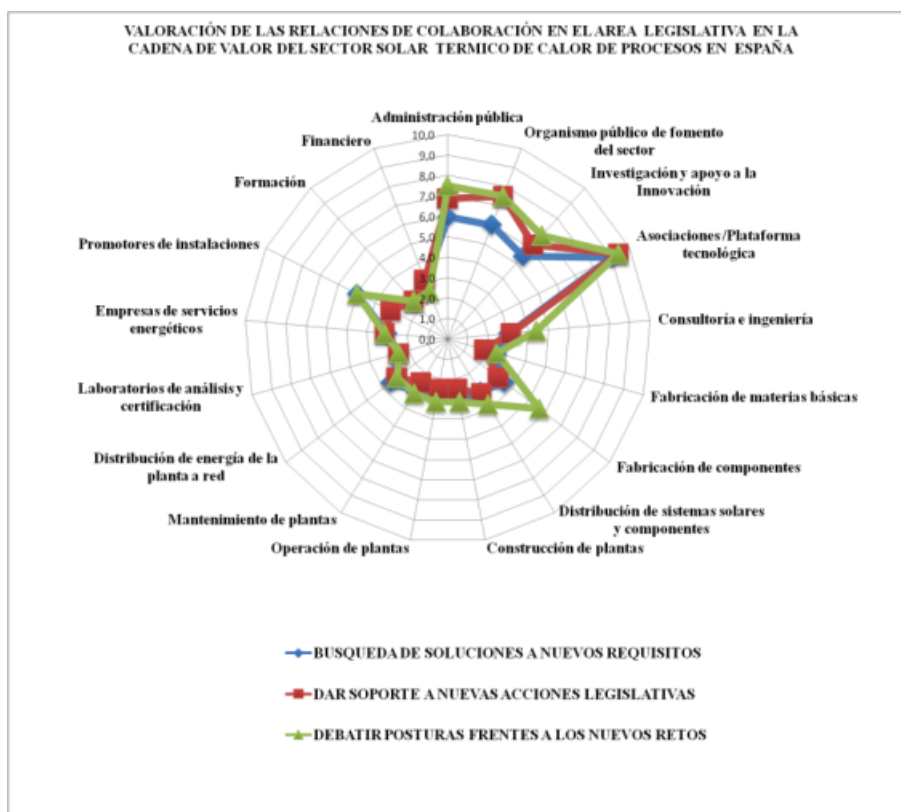 VALORACIÓN DE LAS RELACIONES DE COLABORACIÓN EN EL AREA LEGISLATIVA EN LA
CADENA DE VALOR DEL SECTOR SOLAR TERMICO DE CALOR DE PROCESOS EN ESPAÑA
Administración pública
Organismo público de fomento
del sector
Investigación y apoyo a la
Innovación
Asociaciones/Plataforma
tecnológica
Consultoría e ingeniería
Fabricación de materias básicas
Fabricación de componentes
Distribución de sistemas solares
y componentes
Construcción de plantas
Operación de plantas
Mantenimiento de plantas
Distribución de energía de la
planta a red
Laboratorios de análisis y
certificación
Empresas de servicios
energéticos
Promotores de instalaciones
Formación
Financiero
10,0
9,0
8,0
7,0
6,0
5,0
4,0
3,0
2,0
1,0
0,0
BUSQUEDA DE SOLUCIONES A NUEVOS REQUISITOS
DAR SOPORTE A NUEVAS ACCIONES LEGISLATIVAS
DEBATIR POSTURAS FRENTES A LOS NUEVOS RETOS